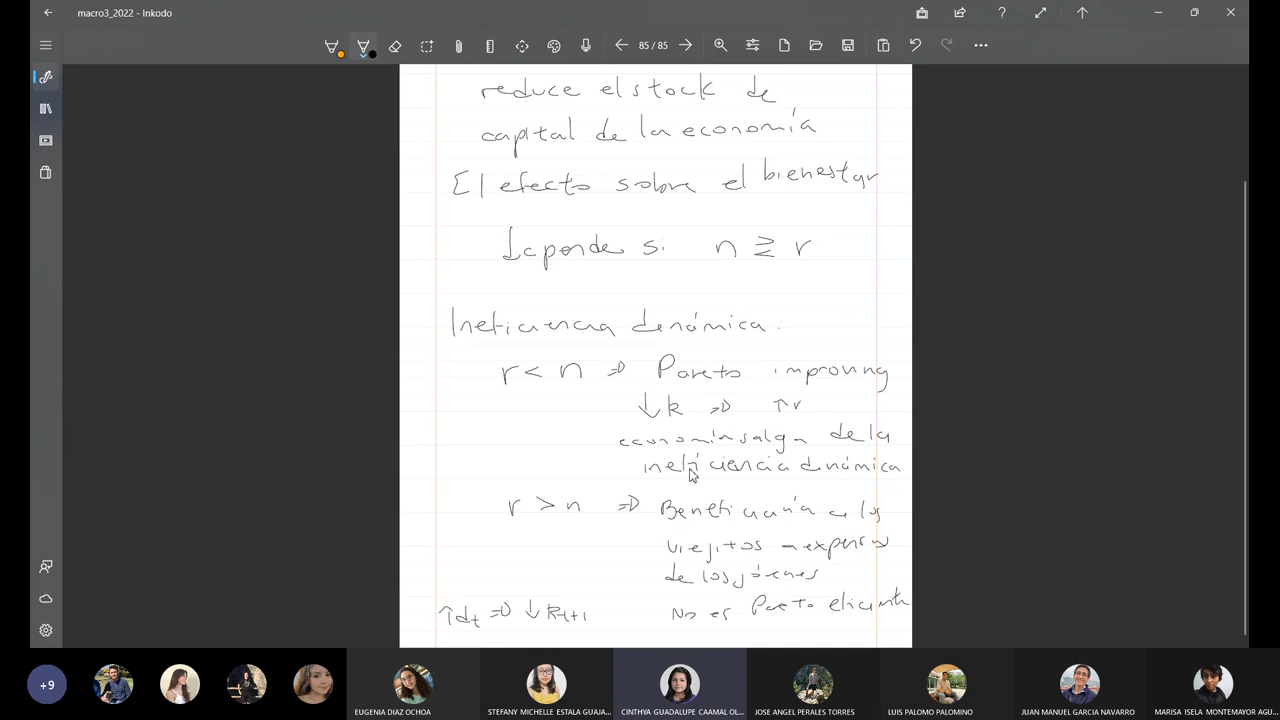 macro3_2022 - Inkodo
85 / 85
reduce el stock de
capital de la economía
El efecto sobre el bienestar
depende si n ≷ r
Ineficiencia dinámica:
r < n ⇒ Pareto improving
↓k ⇒ ↑r
economía salga de la
ineficiencia dinámica
r > n ⇒ Beneficiaría a los
viejitos a expensas
de los jóvenes
↑dt ⇒ ↓kt+1 No es Pareto eficiente
+9
EUGENIA DIAZ OCHOA
STEFANY MICHELLE ESTALA GUAJA...
CINTHYA GUADALUPE CAAMAL OL...
JOSE ANGEL PERALES TORRES
LUIS PALOMO PALOMINO
JUAN MANUEL GARCIA NAVARRO
MARISA ISELA MONTEMAYOR AGU...